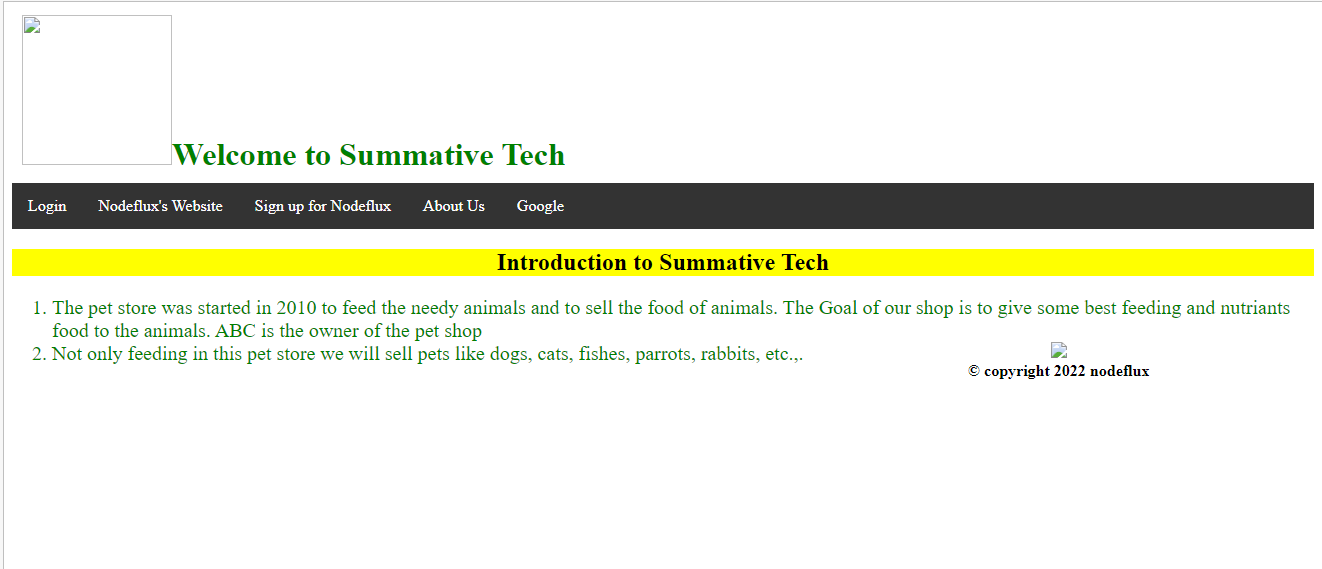 Welcome to Summative Tech
Login Nodeflux's Website Sign up for Nodeflux About Us Google
Introduction to Summative Tech
1. The pet store was started in 2010 to feed the needy animals and to sell the food of animals. The Goal of our shop is to give some best feeding and nutriants
food to the animals. ABC is the owner of the pet shop
2. Not only feeding in this pet store we will sell pets like dogs, cats, fishes, parrots, rabbits, etc.,.
© copyright 2022 nodeflux